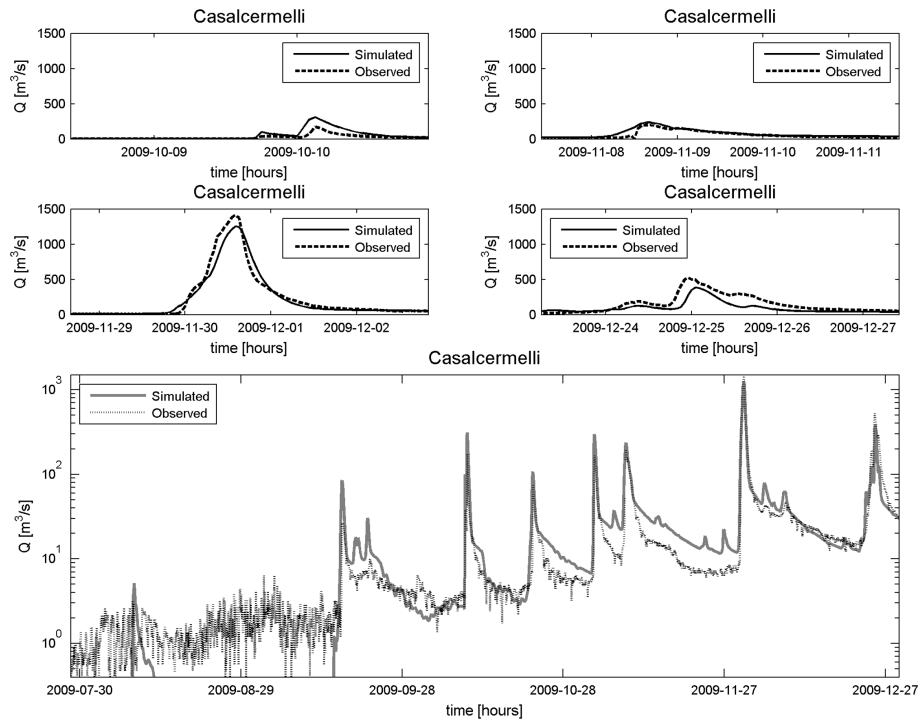 Casalcermelli
1500
1000
500
0
Q [m³/s]
Simulated
Observed
2009-10-09 2009-10-10
time [hours]
Casalcermelli
1500
1000
500
0
Q [m³/s]
Simulated
Observed
2009-11-08 2009-11-09 2009-11-10 2009-11-11
time [hours]
Casalcermelli
1500
1000
500
0
Q [m³/s]
Simulated
Observed
2009-11-29 2009-11-30 2009-12-01 2009-12-02
time [hours]
Casalcermelli
1500
1000
500
0
Q [m³/s]
Simulated
Observed
2009-12-24 2009-12-25 2009-12-26 2009-12-27
time [hours]
Casalcermelli
10³
10²
10¹
10⁰
Q [m³/s]
Simulated
Observed
2009-07-30 2009-08-29 2009-09-28 2009-10-28 2009-11-27 2009-12-27
time [hours]